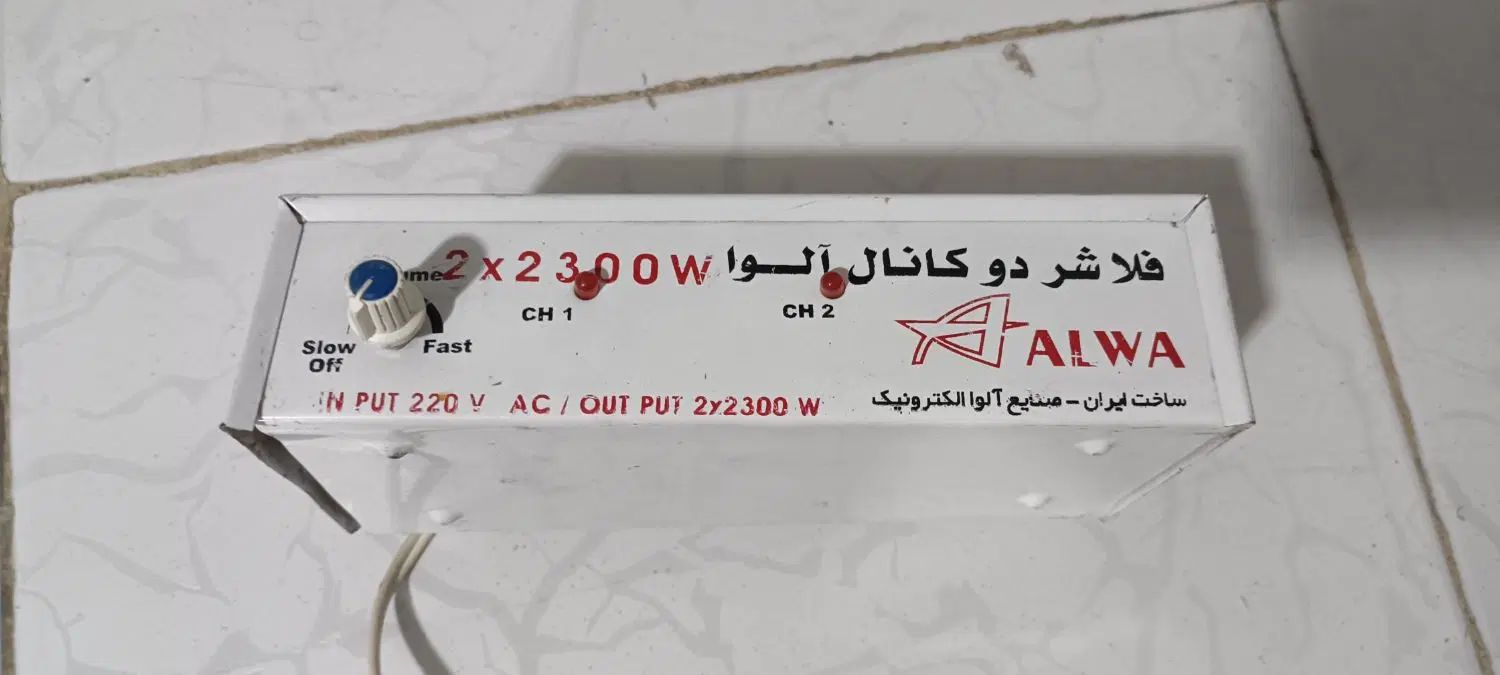 فلاشر دو کانال آلـوا 2x2300W
CH 1
CH 2
Slow
Off
Fast
ALWA
IN PUT 220 V AC / OUT PUT 2x2300 W
ساخت ایران - صنایع آلوا الکترونیک